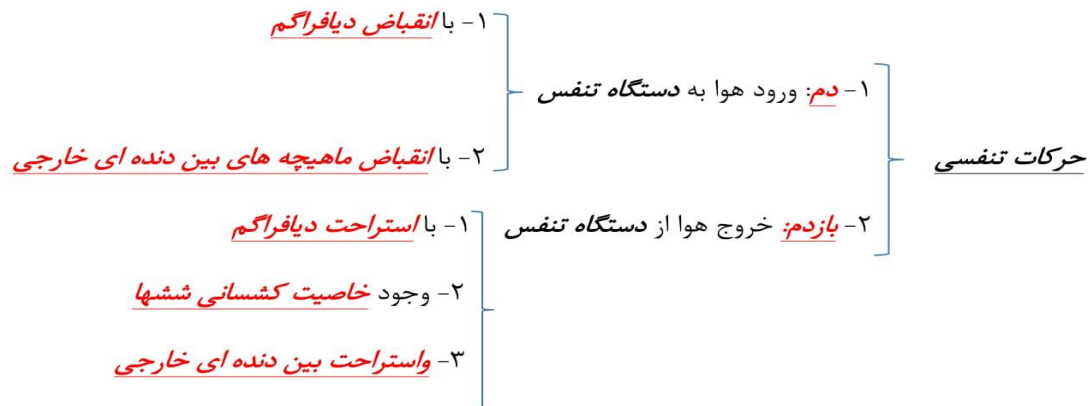 حرکات تنفسی
۱- دم: ورود هوا به دستگاه تنفس
۱- با انقباض دیافراگم
۲- با انقباض ماهیچه های بین دنده ای خارجی
۲- بازدم: خروج هوا از دستگاه تنفس
۱- با استراحت دیافراگم
۲- وجود خاصیت کشسانی ششها
۳- واستراحت بین دنده ای خارجی